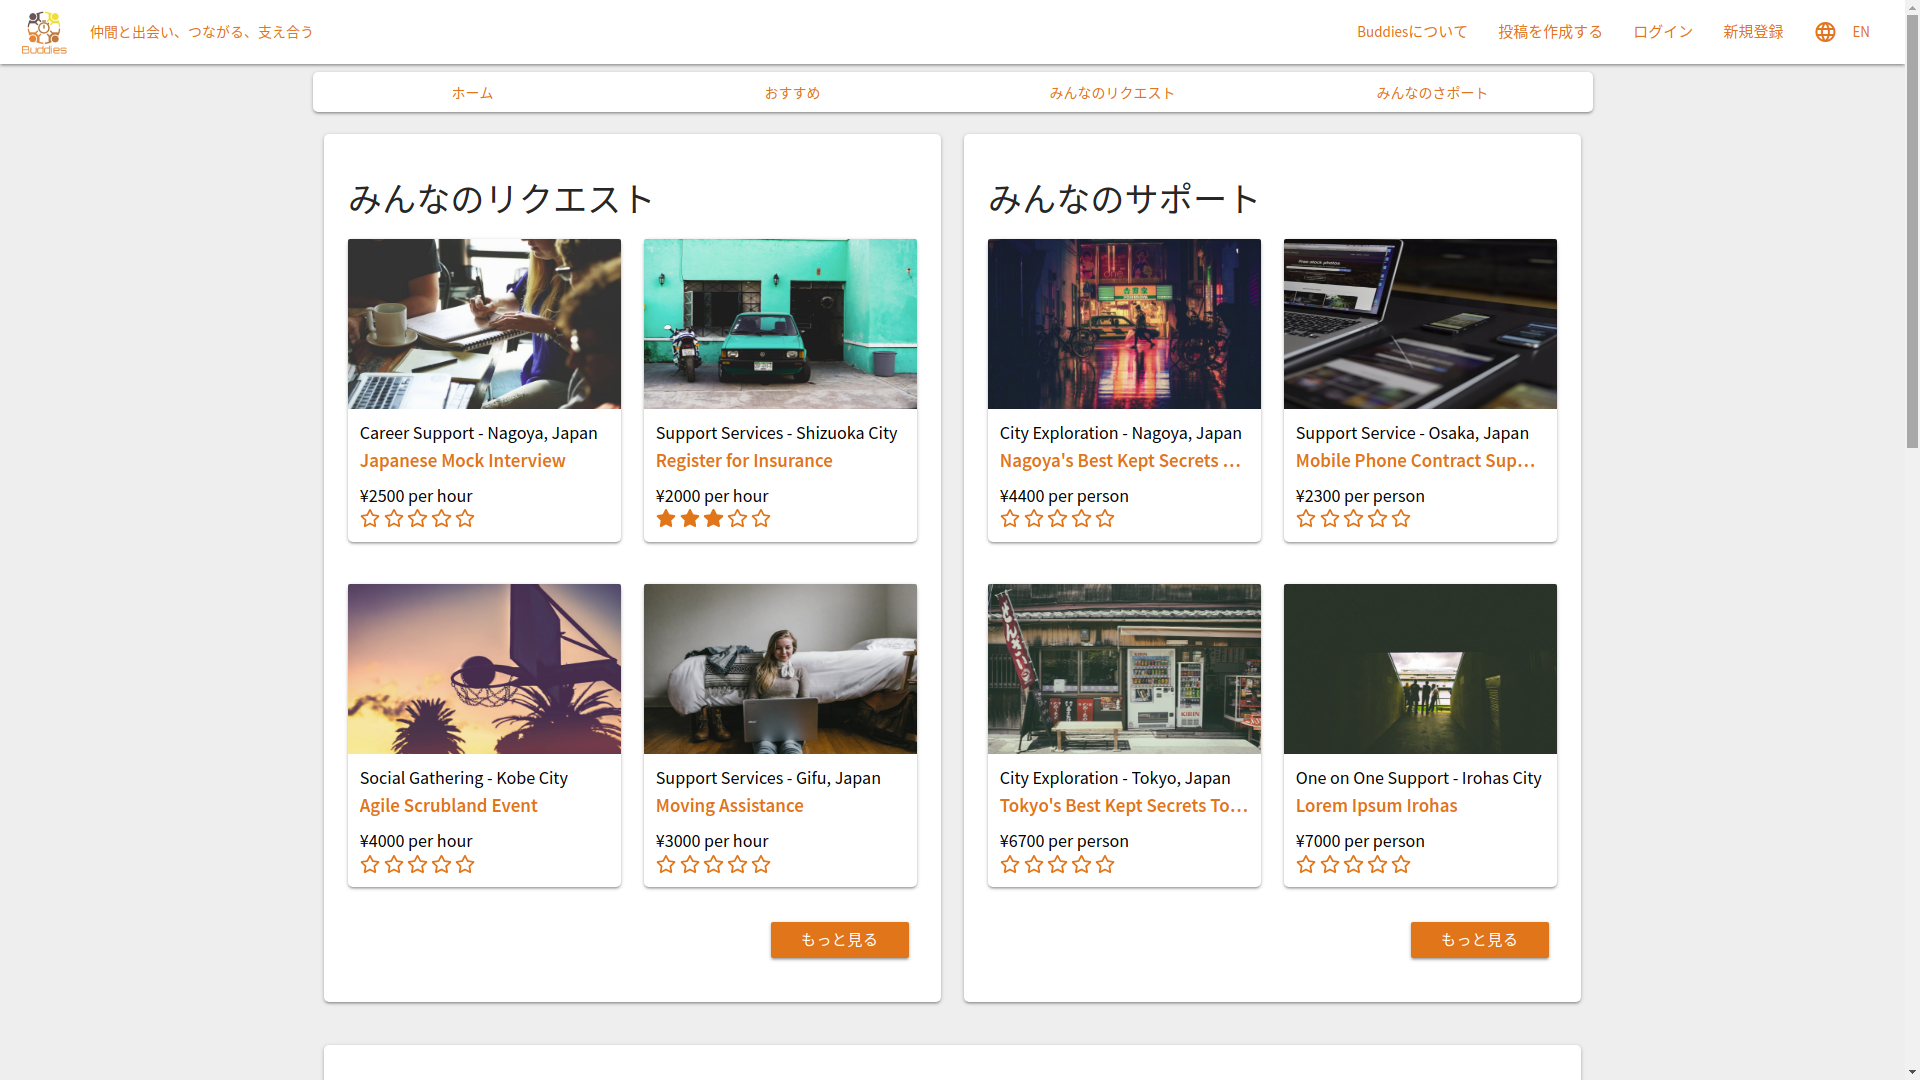 Buddies
仲間と出会い、つながる、支え合う
Buddiesについて
投稿を作成する
ログイン
新規登録
EN
ホーム
おすすめ
みんなのリクエスト
みんなのさポート
みんなのリクエスト
Career Support - Nagoya, Japan
Japanese Mock Interview
¥2500 per hour
Support Services - Shizuoka City
Register for Insurance
¥2000 per hour
Social Gathering - Kobe City
Agile Scrubland Event
¥4000 per hour
Support Services - Gifu, Japan
Moving Assistance
¥3000 per hour
もっと見る
みんなのサポート
City Exploration - Nagoya, Japan
Nagoya's Best Kept Secrets ...
¥4400 per person
Support Service - Osaka, Japan
Mobile Phone Contract Sup...
¥2300 per person
KIRIN
City Exploration - Tokyo, Japan
Tokyo's Best Kept Secrets To...
¥6700 per person
One on One Support - Irohas City
Lorem Ipsum Irohas
¥7000 per person
もっと見る